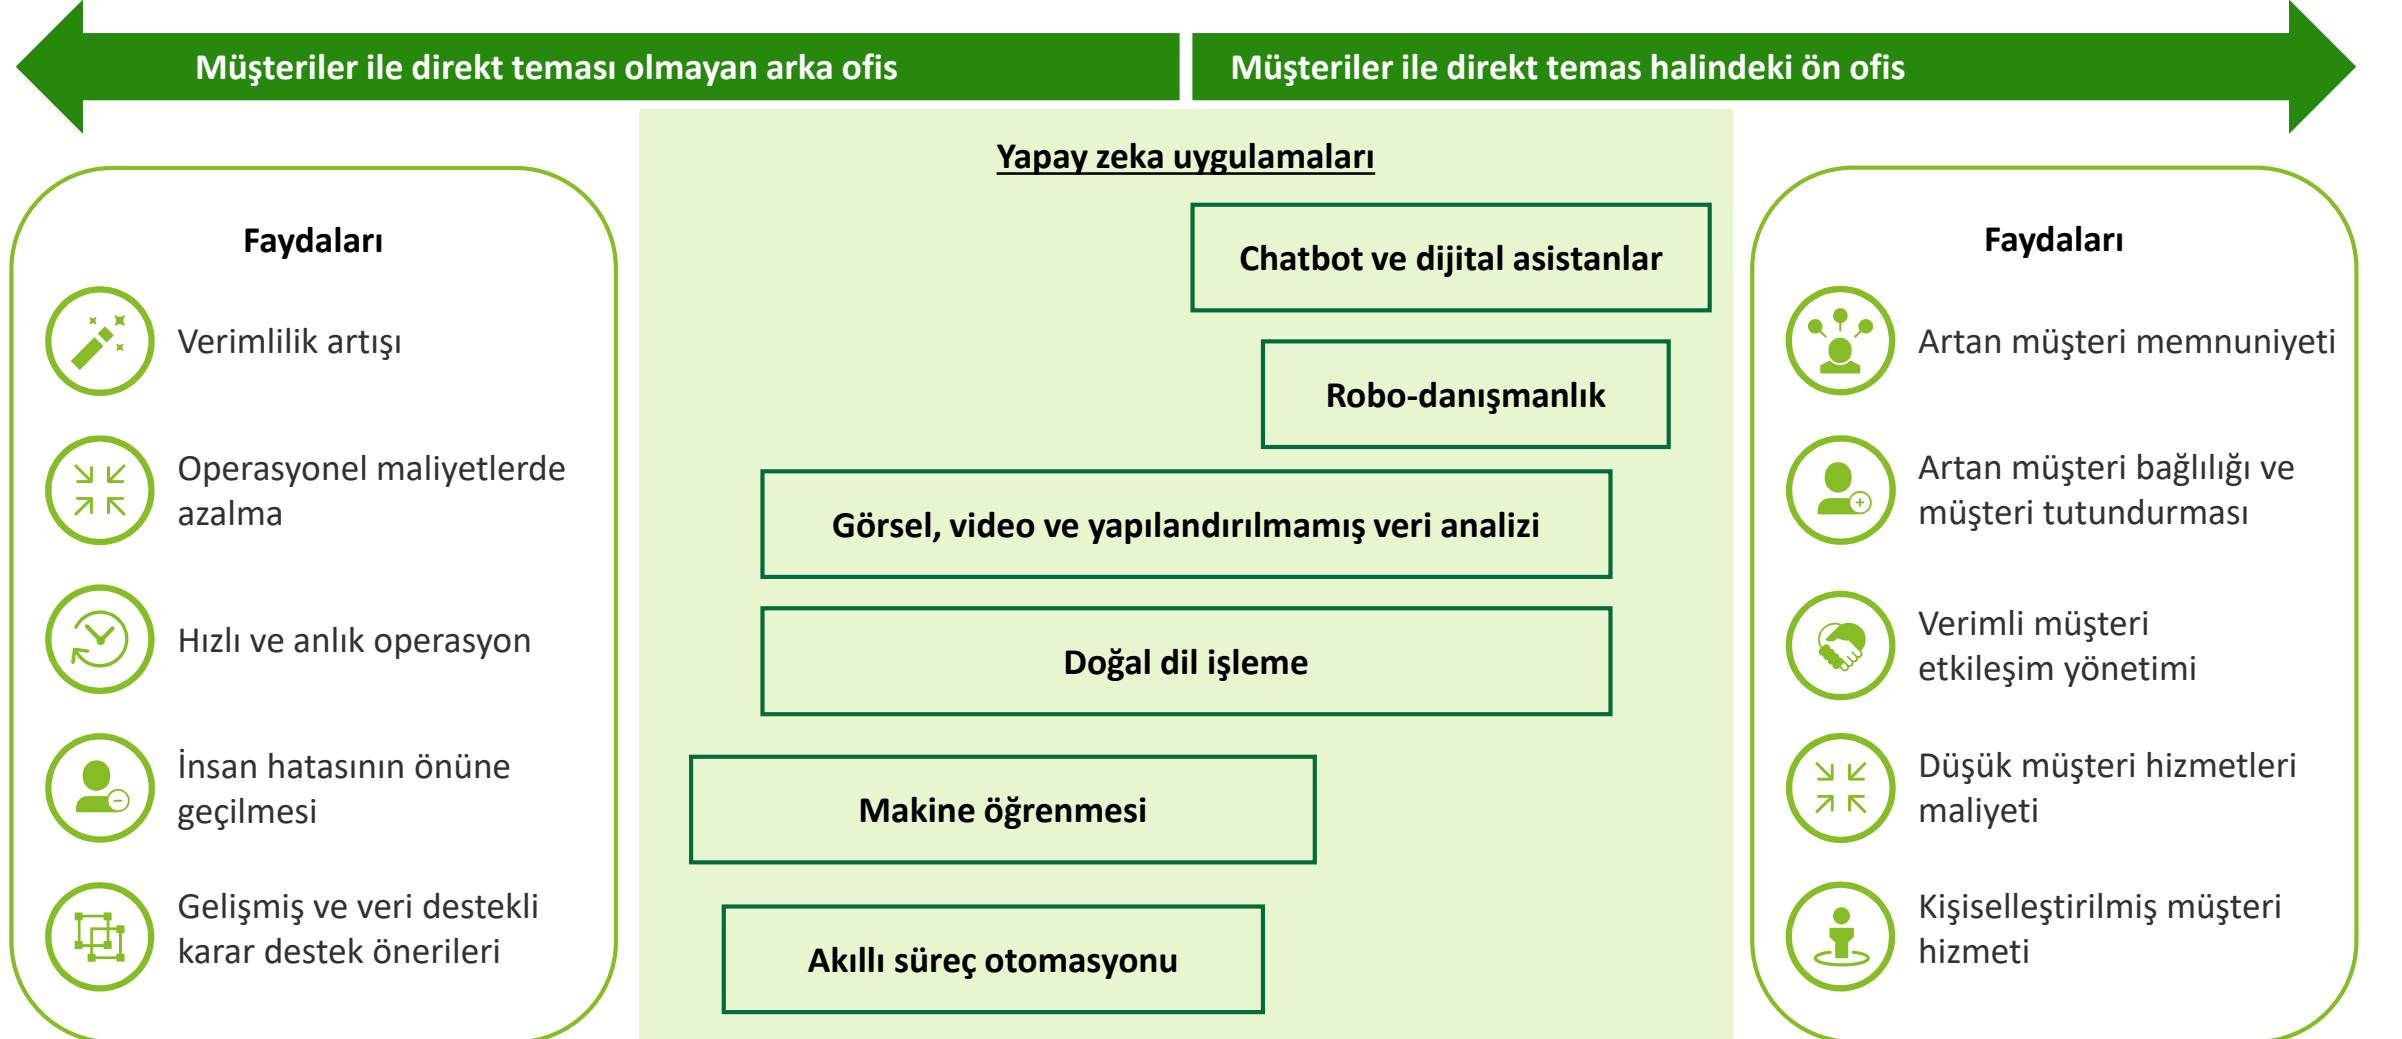 Müşteriler ile direkt teması olmayan arka ofis
Müşteriler ile direkt temas halindeki ön ofis
Faydaları
Verimlilik artışı
Operasyonel maliyetlerde
azalma
Hızlı ve anlık operasyon
İnsan hatasının önüne
geçilmesi
Gelişmiş ve veri destekli
karar destek önerileri
Yapay zeka uygulamaları
Chatbot ve dijital asistanlar
Robo-danışmanlık
Görsel, video ve yapılandırılmamış veri analizi
Doğal dil işleme
Makine öğrenmesi
Akıllı süreç otomasyonu
Faydaları
Artan müşteri memnuniyeti
Artan müşteri bağlılığı ve
müşteri tutundurması
Verimli müşteri
etkileşim yönetimi
Düşük müşteri hizmetleri
maliyeti
Kişiselleştirilmiş müşteri
hizmeti